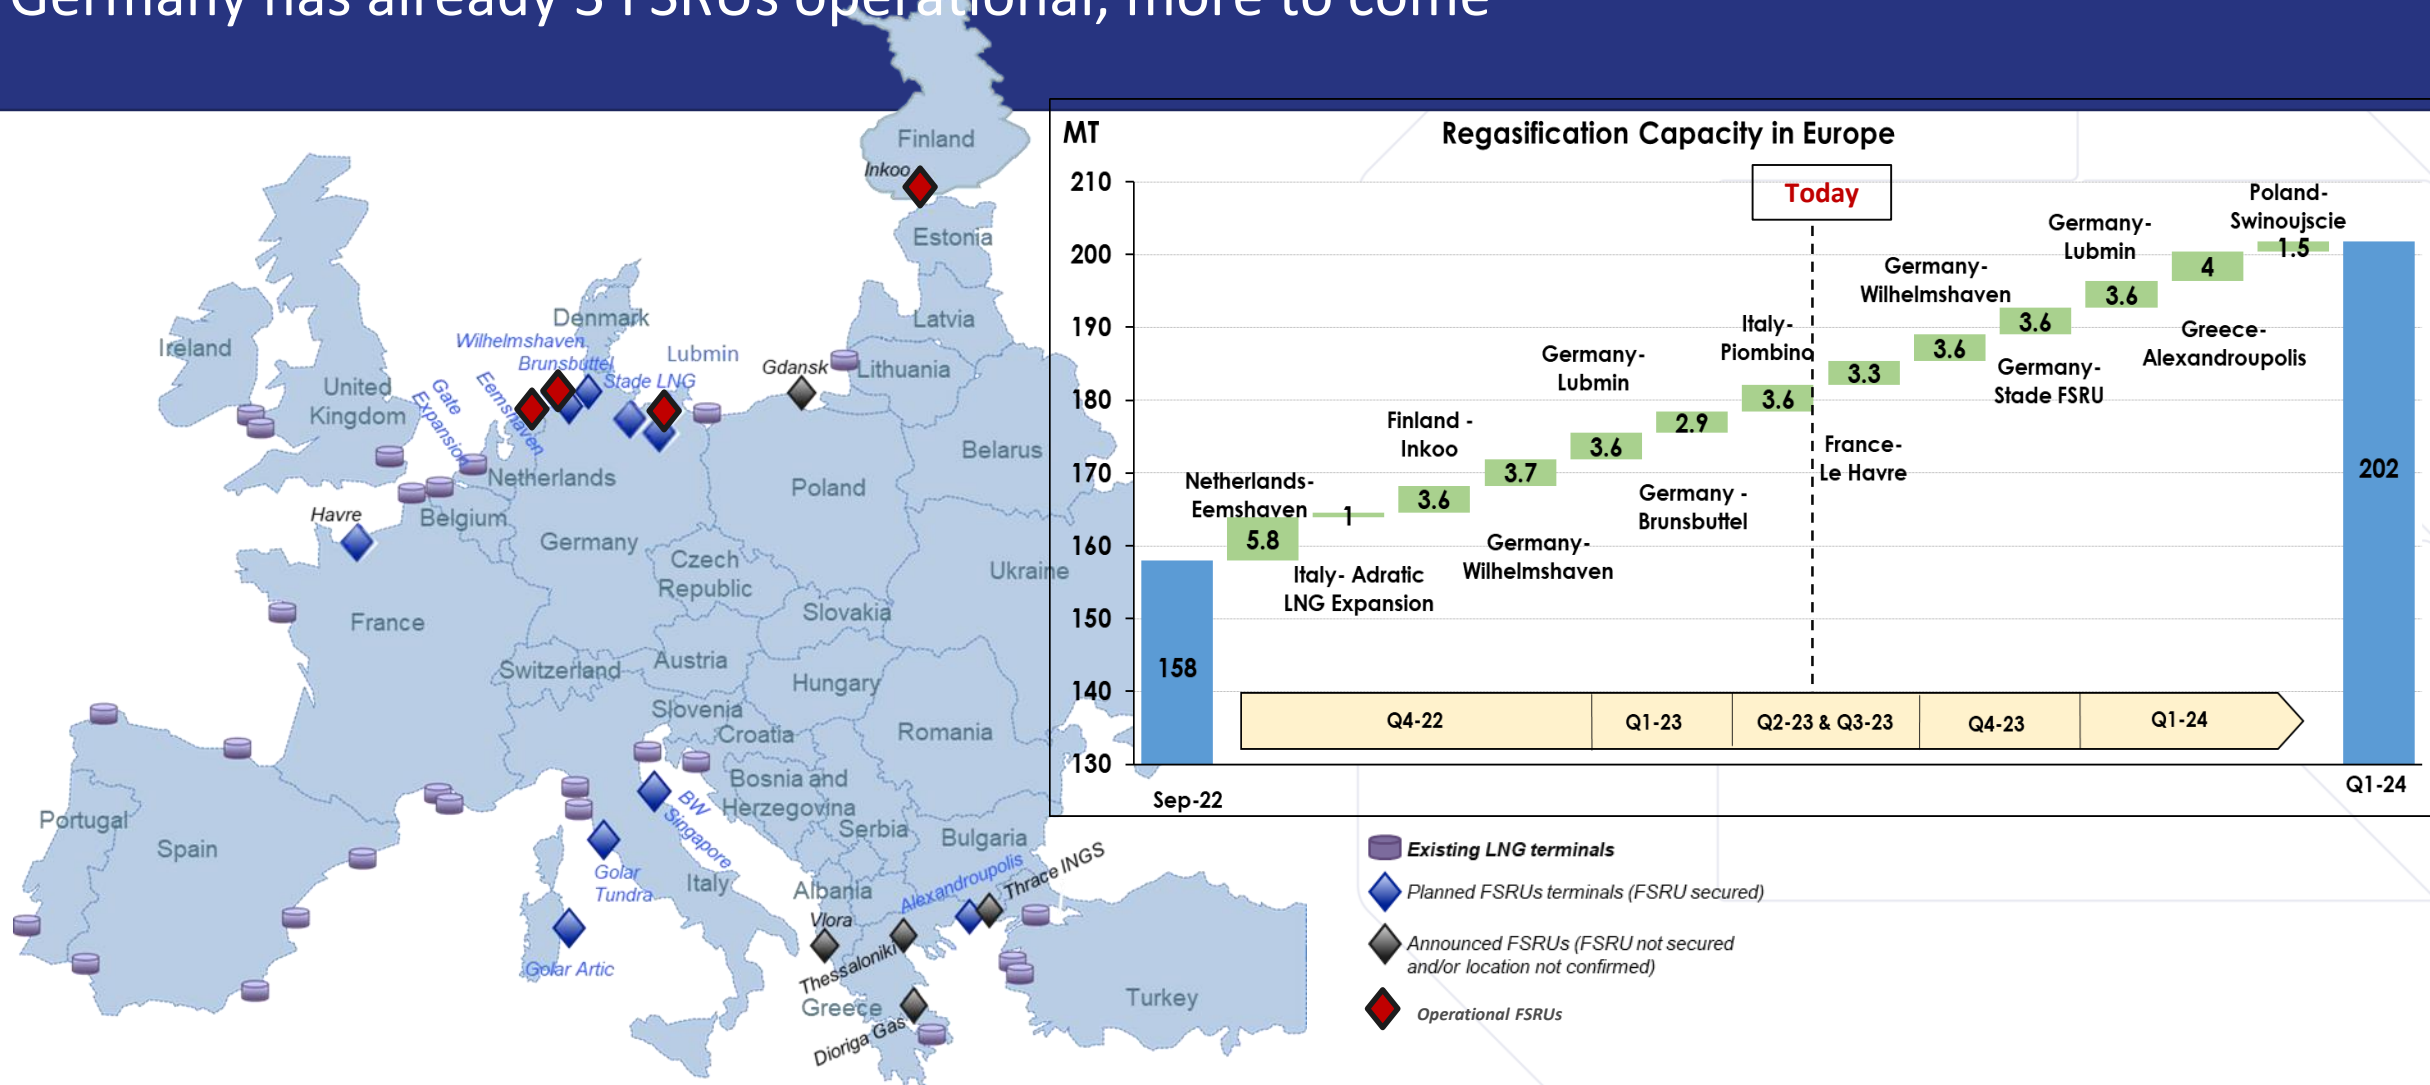 Germany has already 3 FSRUs operational, more to come
Finland
Inkoo
Estonia
Latvia
Lithuania
Denmark
Wilhelmshaven
Brunsbuttel
Lubmin
Stade LNG
Gdansk
Ireland
United
Kingdom
Gate
Expansion
Eemshaven
Netherlands
Belgium
Havre
Germany
Poland
Belarus
Czech
Republic
Ukraine
Slovakia
France
Switzerland
Austria
Hungary
Slovenia
Croatia
Romania
Bosnia and
Herzegovina
Serbia
Bulgaria
BW
Singapore
Portugal
Spain
Golar
Tundra
Italy
Golar Artic
Albania
Vlora
Alexandroupolis
Thrace INGS
Thessaloniki
Greece
Dioriga Gas
Turkey
MT
Regasification Capacity in Europe
Today
210
200
190
180
170
160
150
140
130
158
Netherlands-
Eemshaven
5.8
1
Italy- Adratic
LNG Expansion
3.6
Finland -
Inkoo
3.7
Germany-
Wilhelmshaven
3.6
Germany-
Lubmin
2.9
Germany -
Brunsbuttel
3.6
Italy-
Piombino
3.3
France-
Le Havre
3.6
Germany-
Wilhelmshaven
3.6
Germany-
Stade FSRU
3.6
Germany-
Lubmin
4
Greece-
Alexandroupolis
1.5
Poland-
Swinoujscie
202
Q4-22
Q1-23
Q2-23 & Q3-23
Q4-23
Q1-24
Sep-22
Q1-24
Existing LNG terminals
Planned FSRUs terminals (FSRU secured)
Announced FSRUs (FSRU not secured
and/or location not confirmed)
Operational FSRUs